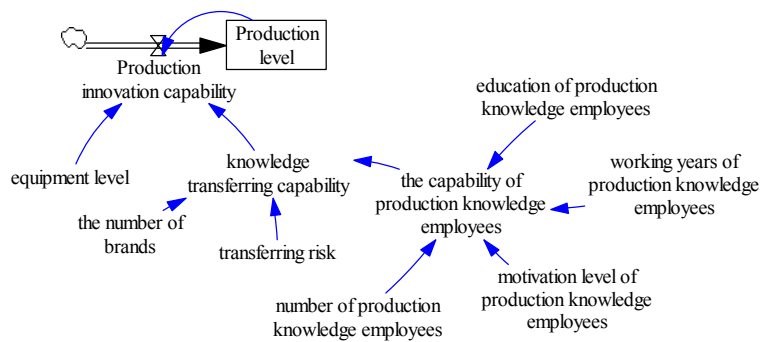 Production
level
Production
innovation capability
education of production
knowledge employees
equipment level
knowledge
transferring capability
the capability of
production knowledge
employees
working years of
production knowledge
employees
the number of
brands
transferring risk
number of production
knowledge employees
motivation level of
production knowledge
employees